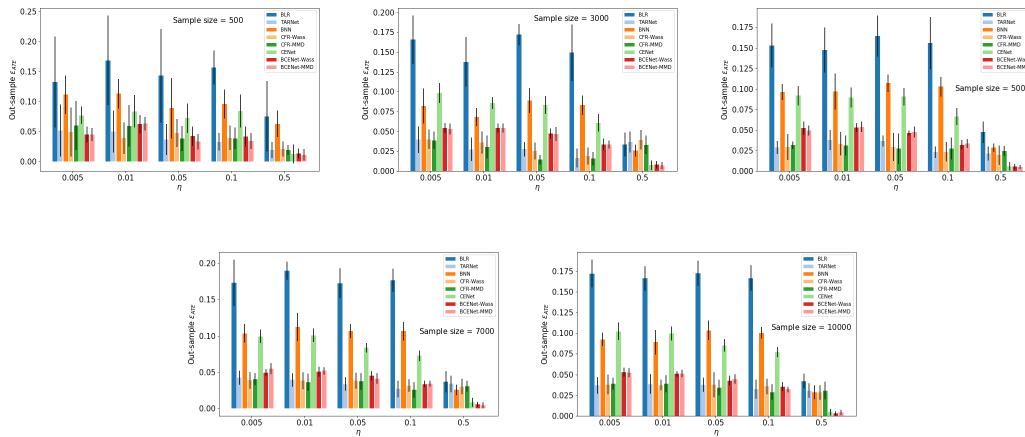 Out-sample ε_ATE
0.25
0.20
0.15
0.10
0.05
0.00
Sample size = 500
BLR
TARNet
BNN
CFR-Wass
CFR-MMD
CENet
BCENet-Wass
BCENet-MMD
0.005 0.01 0.05 0.1 0.5
η
Out-sample ε_ATE
0.200
0.175
0.150
0.125
0.100
0.075
0.050
0.025
0.000
Sample size = 3000
BLR
TARNet
BNN
CFR-Wass
CFR-MMD
CENet
BCENet-Wass
BCENet-MMD
0.005 0.01 0.05 0.1 0.5
η
Out-sample ε_ATE
0.175
0.150
0.125
0.100
0.075
0.050
0.025
0.000
BLR
TARNet
BNN
CFR-Wass
CFR-MMD
CENet
BCENet-Wass
BCENet-MMD
Sample size = 500
0.005 0.01 0.05 0.1 0.5
η
Out-sample ε_ATE
0.20
0.15
0.10
0.05
0.00
BLR
TARNet
BNN
CFR-Wass
CFR-MMD
CENet
BCENet-Wass
BCENet-MMD
Sample size = 7000
0.005 0.01 0.05 0.1 0.5
η
Out-sample ε_ATE
0.175
0.150
0.125
0.100
0.075
0.050
0.025
0.000
BLR
TARNet
BNN
CFR-Wass
CFR-MMD
CENet
BCENet-Wass
BCENet-MMD
Sample size = 10000
0.005 0.01 0.05 0.1 0.5
η